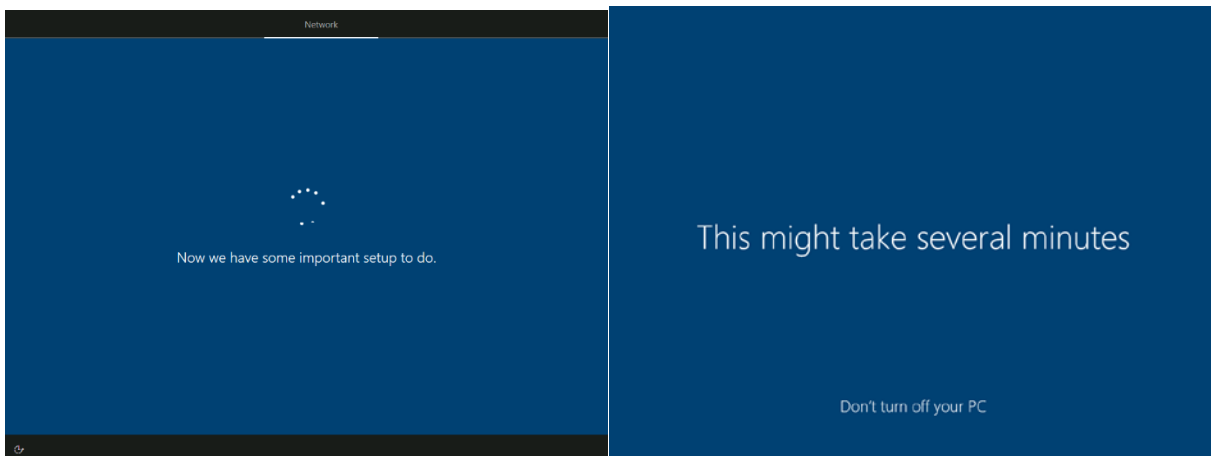 Network
Now we have some important setup to do.
This might take several minutes
Don't turn off your PC